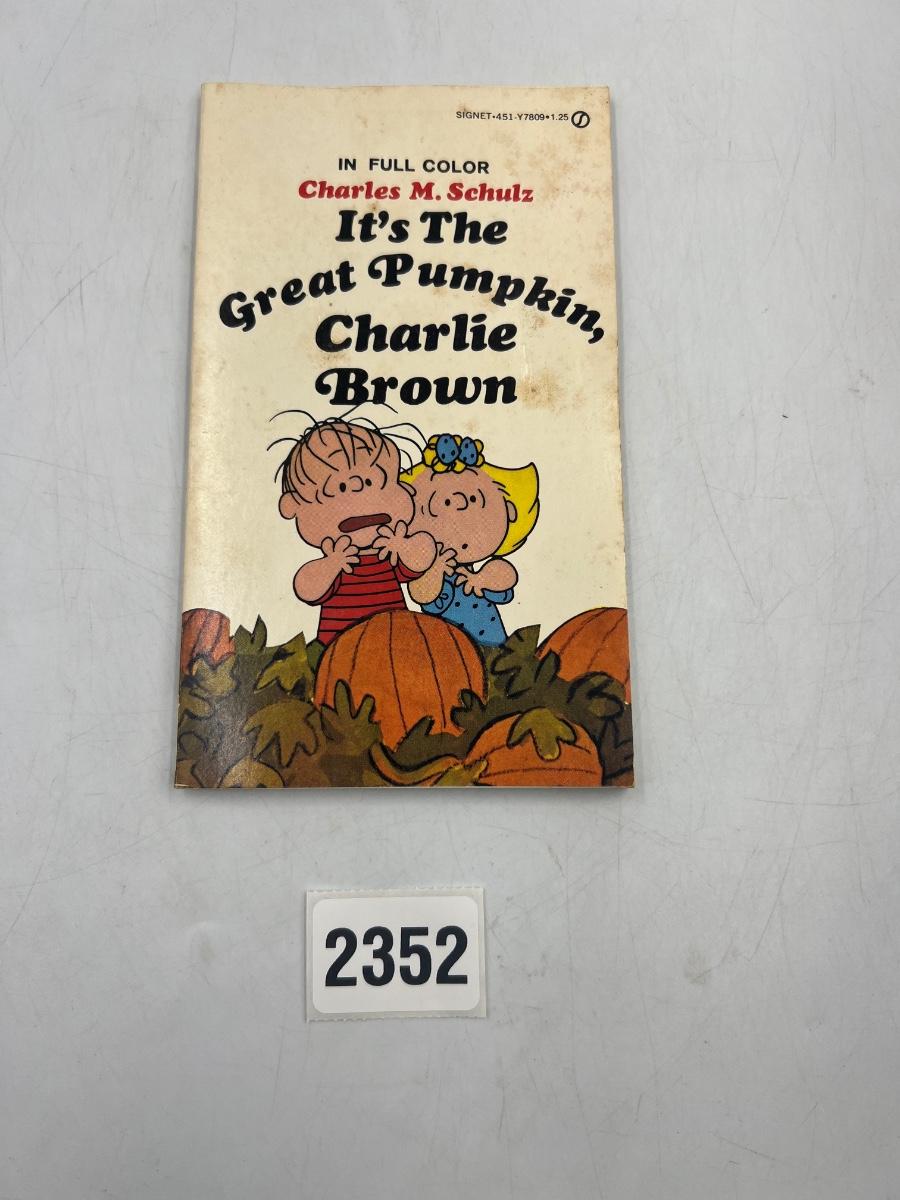 SIGNET•451-Y7809•1.25
IN FULL COLOR
Charles M. Schulz
It's The
Great Pumpkin,
Charlie
Brown
2352